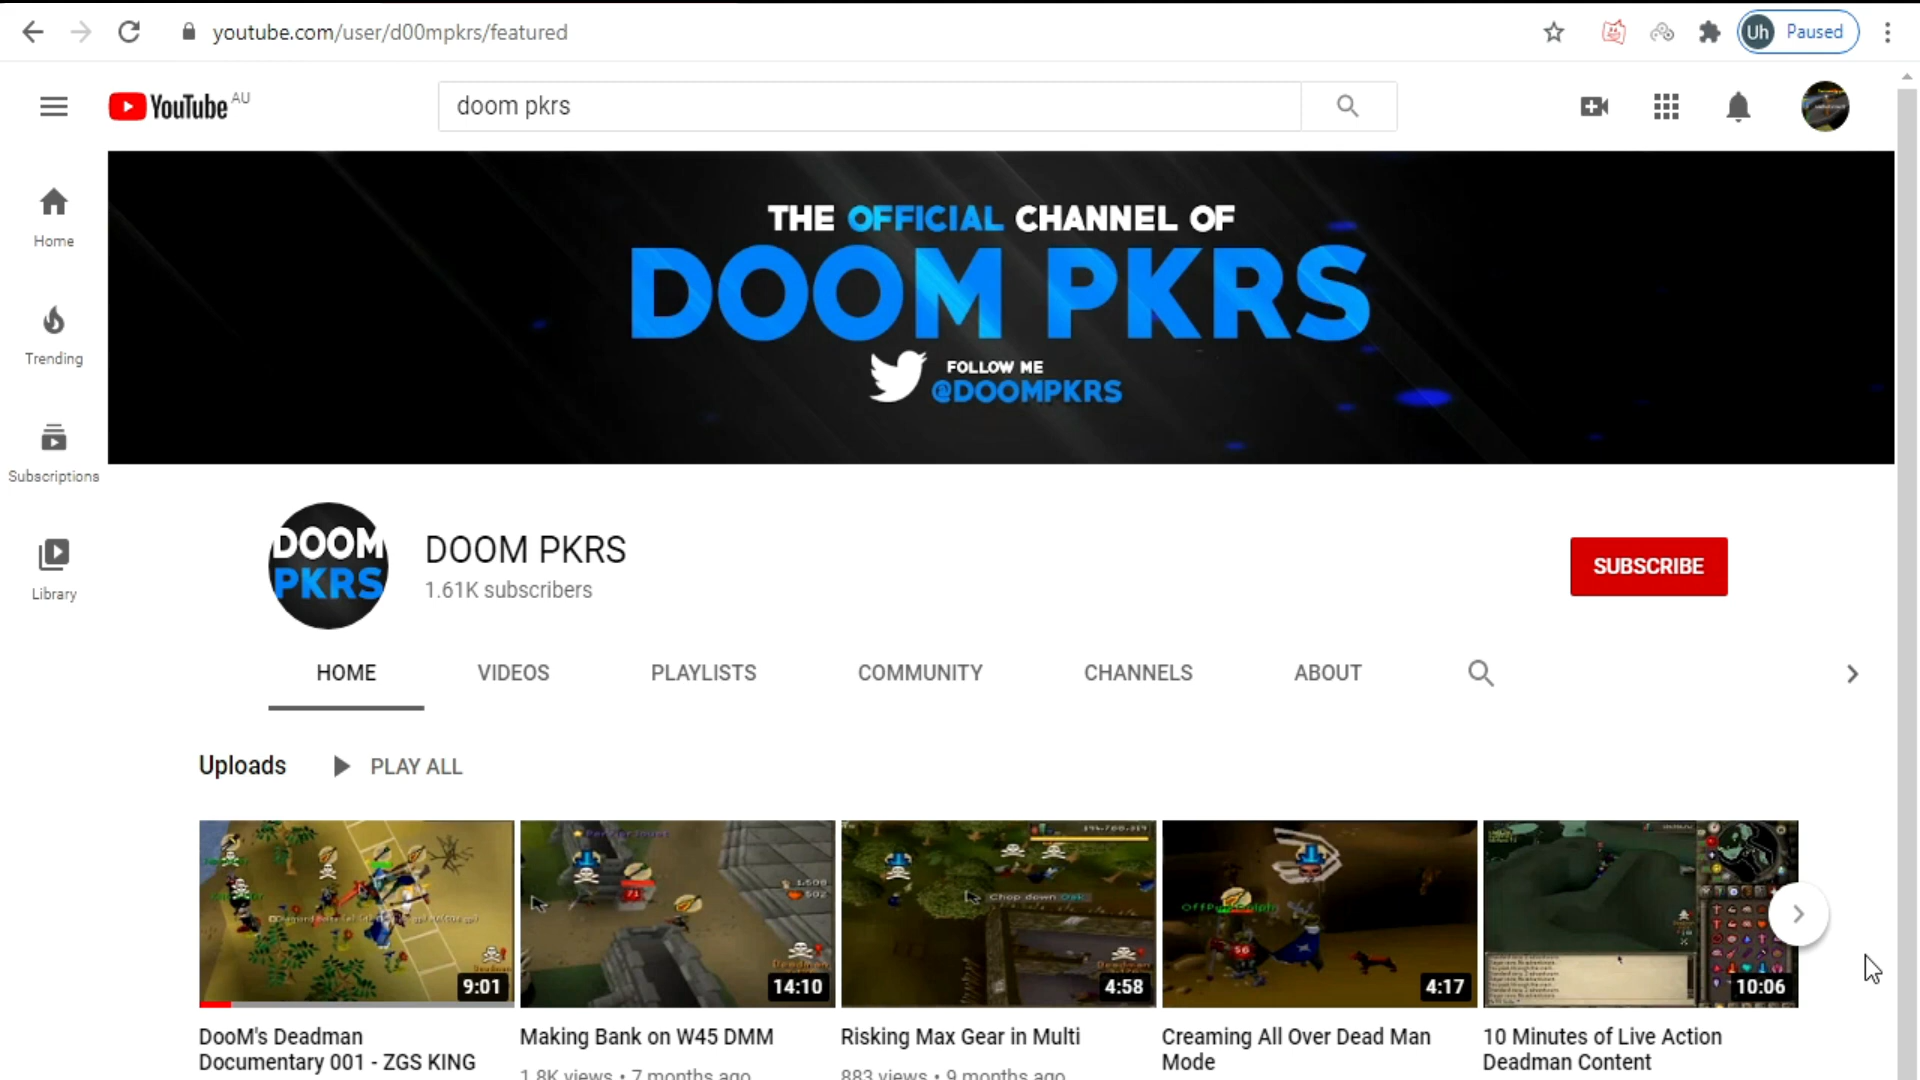 youtube.com/user/d00mpkrs/featured
Uh Paused
YouTube AU
doom pkrs
Home
Trending
Subscriptions
Library
THE OFFICIAL CHANNEL OF
DOOM PKRS
FOLLOW ME
@DOOMPKRS
DOOM
PKRS
DOOM PKRS
1.61K subscribers
SUBSCRIBE
HOME VIDEOS PLAYLISTS COMMUNITY CHANNELS ABOUT
Uploads PLAY ALL
Chop down Oak
9:01
14:10
4:58
4:17
10:06
DooM's Deadman
Documentary 001 - ZGS KING
Making Bank on W45 DMM
1.8K views • 7 months ago
Risking Max Gear in Multi
883 views • 9 months ago
Creaming All Over Dead Man
Mode
10 Minutes of Live Action
Deadman Content